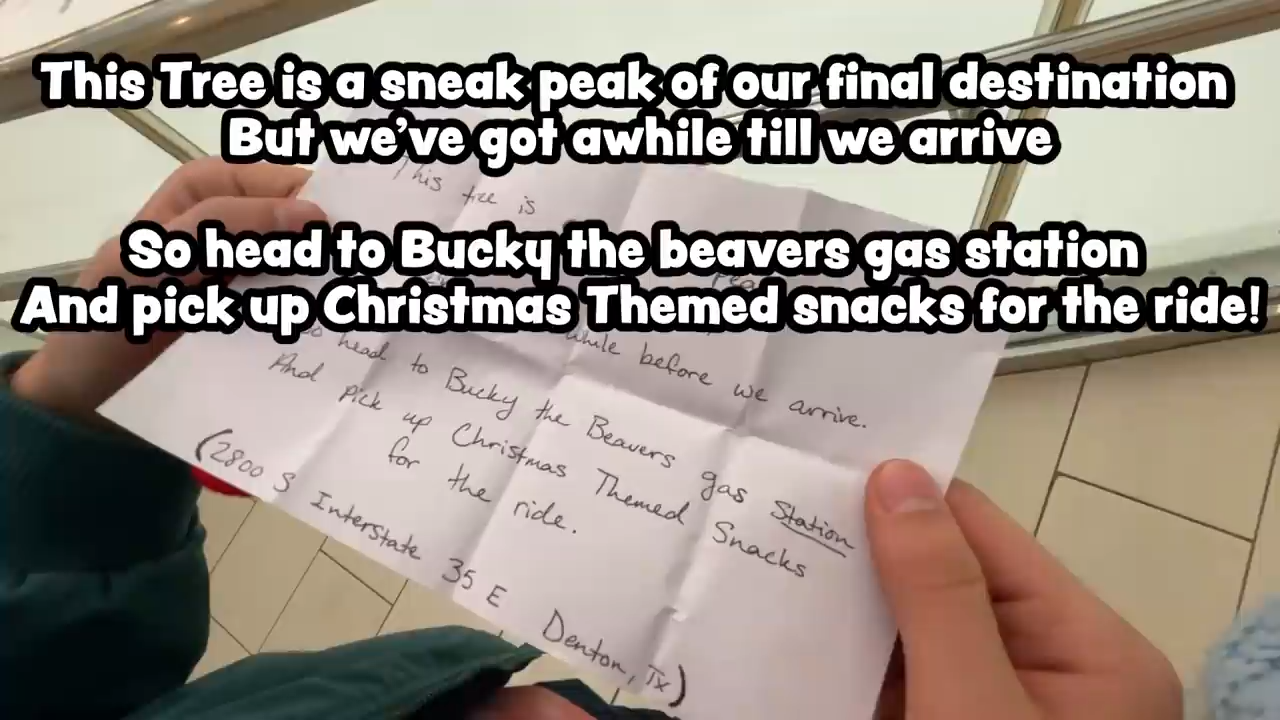 This Tree is a sneak peak of our final destination
But we've got awhile till we arrive
So head to Bucky the beavers gas station
And pick up Christmas Themed snacks for the ride!
This tree is
while before we arrive.
head to Bucky the Beavers gas Station
And pick up Christmas Themed Snacks
for the ride.
(2800 S Interstate 35 E Denton, Tx)